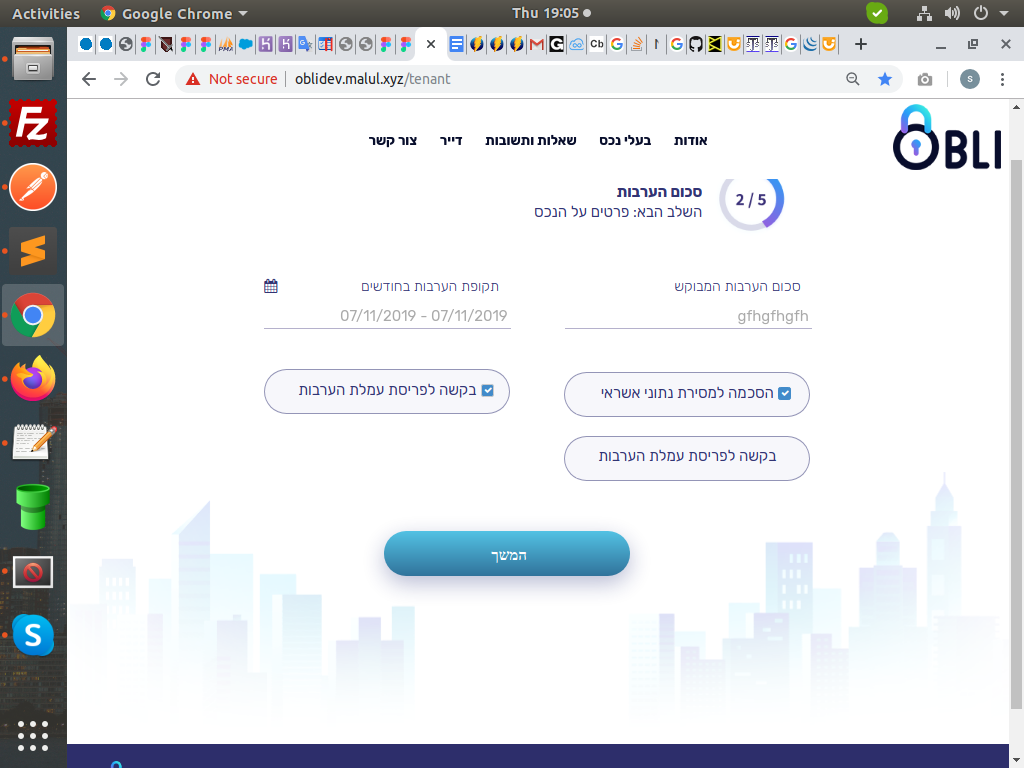 Activities
Google Chrome
Thu 19:05
Not secure
oblidev.malul.xyz/tenant
אודות
בעלי נכס
שאלות ותשובות
דייר
צור קשר
OBLI
2 / 5
סכום הערבות
השלב הבא: פרטים על הנכס
סכום הערבות המבוקש
gfhgfhgfh
תקופת הערבות בחודשים
07/11/2019 - 07/11/2019
הסכמה למסירת נתוני אשראי
בקשה לפריסת עמלת הערבות
בקשה לפריסת עמלת הערבות
המשך